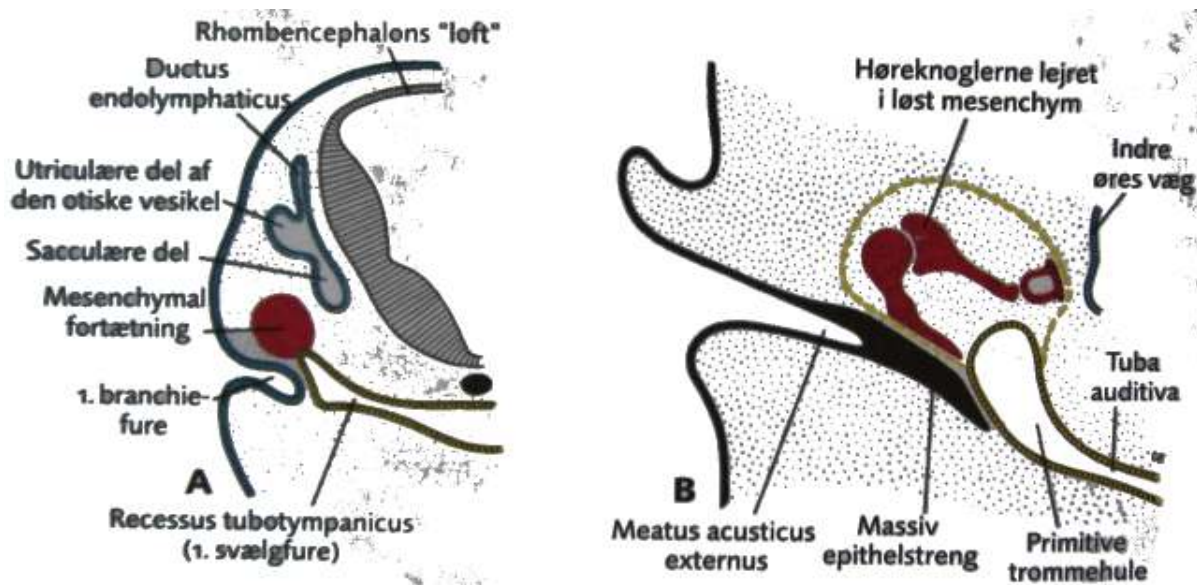 Rhombencephalons "loft"
Ductus
endolymphaticus
Utriculære del af
den otiske vesikel
Sacculære del
Mesenchymal
fortætning
1. branchie-
fure
A
Recessus tubotympanicus
(1. svælgfure)
Høreknoglerne lejret
i løst mesenchym
Indre
øres væg
Tuba
auditiva
B
Meatus acusticus
externus
Massiv
epithelstreng
Primitive
trommehule